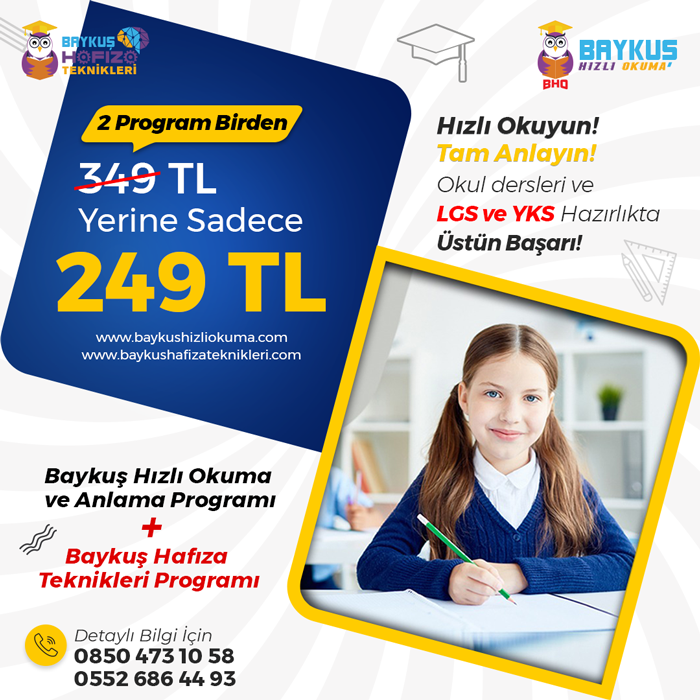 BAYKUŞ
HAFIZA
TEKNİKLERİ
BAYKUŞ
HIZLI OKUMA
BHO
2 Program Birden
349 TL
Yerine Sadece
249 TL
www.baykushizliokuma.com
www.baykushafizateknikleri.com
Hızlı Okuyun!
Tam Anlayın!
Okul dersleri ve
LGS ve YKS Hazırlıkta
Üstün Başarı!
Baykuş Hızlı Okuma
ve Anlama Programı
+
Baykuş Hafıza
Teknikleri Programı
Detaylı Bilgi İçin
0850 473 10 58
0552 686 44 93